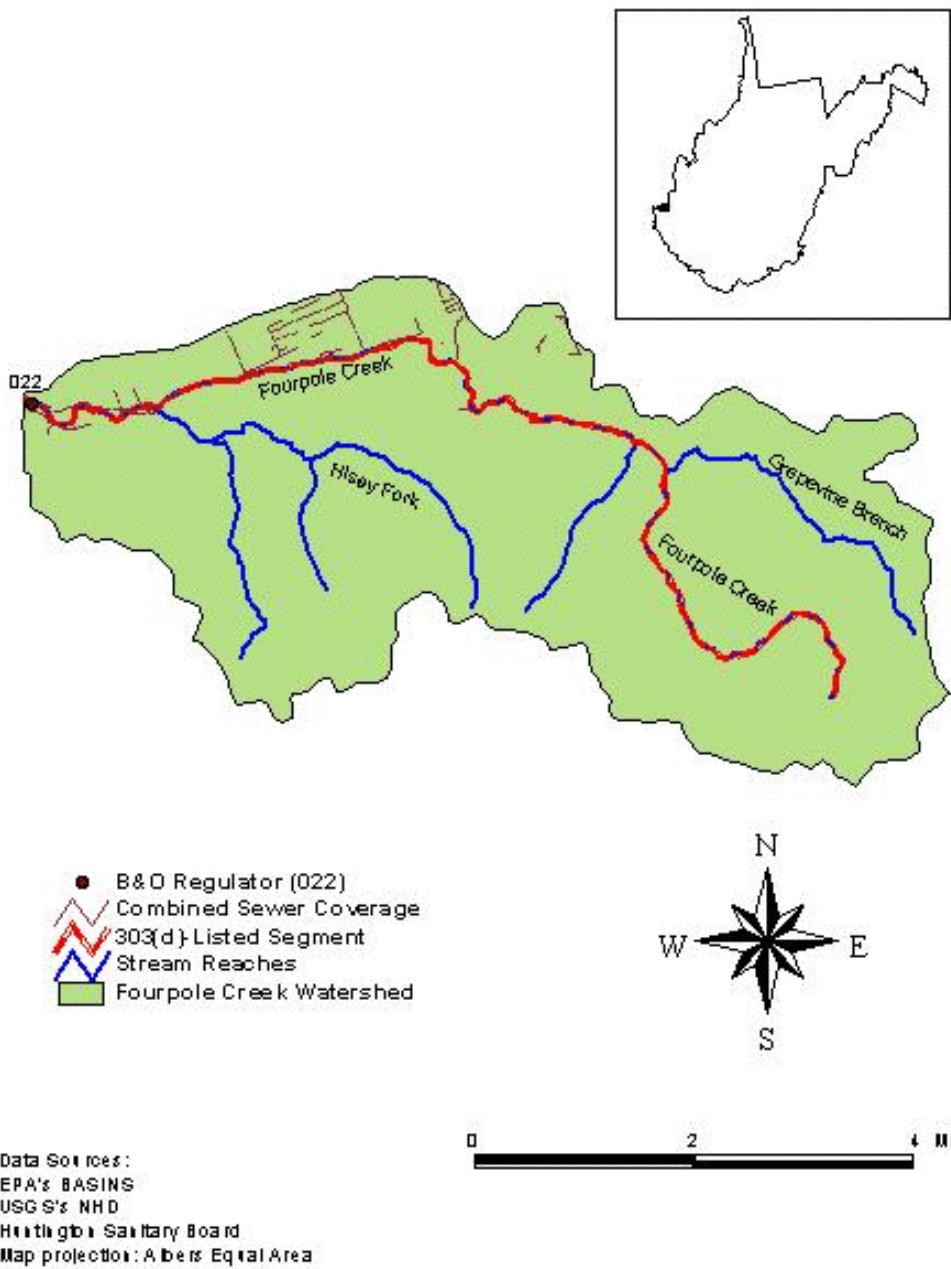 022
Fourpole Creek
Hisey Fork
Grapevine Branch
Fourpole Creek
B&O Regulator (022)
Combined Sewer Coverage
303(d)-Listed Segment
Stream Reaches
Fourpole Creek Watershed
N
W E
S
0 2 4 M
Data Sources:
EPA's BASINS
USGS's NHD
Huntington Sanitary Board
Map projection: Albers Equal Area